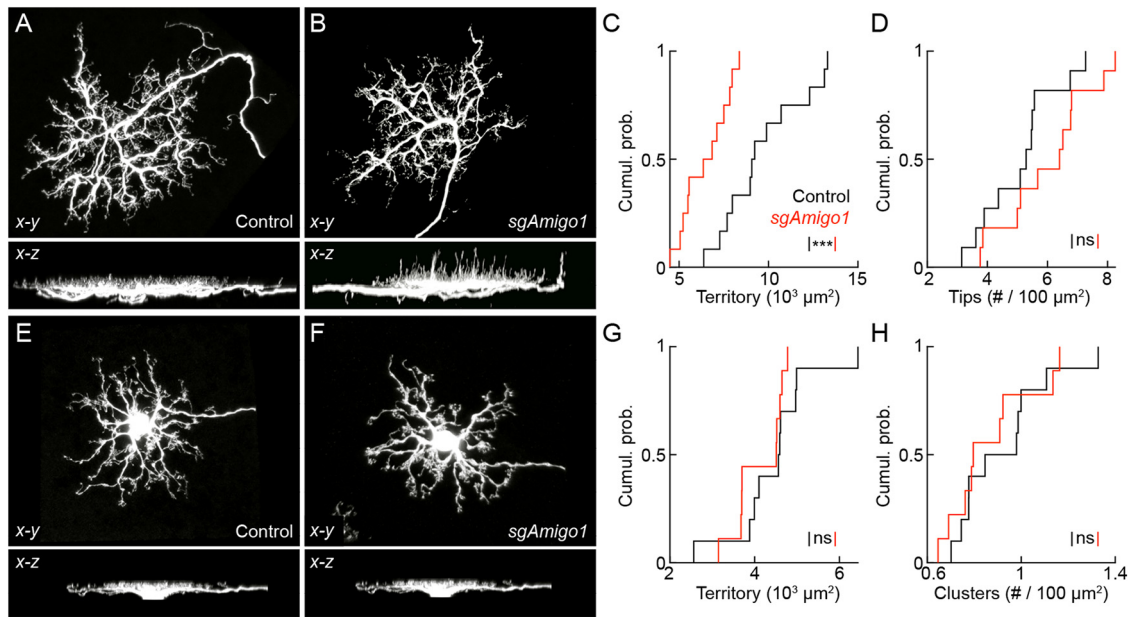 A
x-y
Control
x-z
B
x-y
sgAmigo1
x-z
C
Cumul. prob.
1
0.5
0
5
10
15
Territory (10³ µm²)
Control
sgAmigo1
|***|
D
Cumul. prob.
1
0.5
0
2
4
6
8
Tips (# / 100 µm²)
|ns|
E
x-y
Control
x-z
F
x-y
sgAmigo1
x-z
G
Cumul. prob.
1
0.5
0
2
4
6
Territory (10³ µm²)
|ns|
H
Cumul. prob.
1
0.5
0
0.6
1
1.4
Clusters (# / 100 µm²)
|ns|